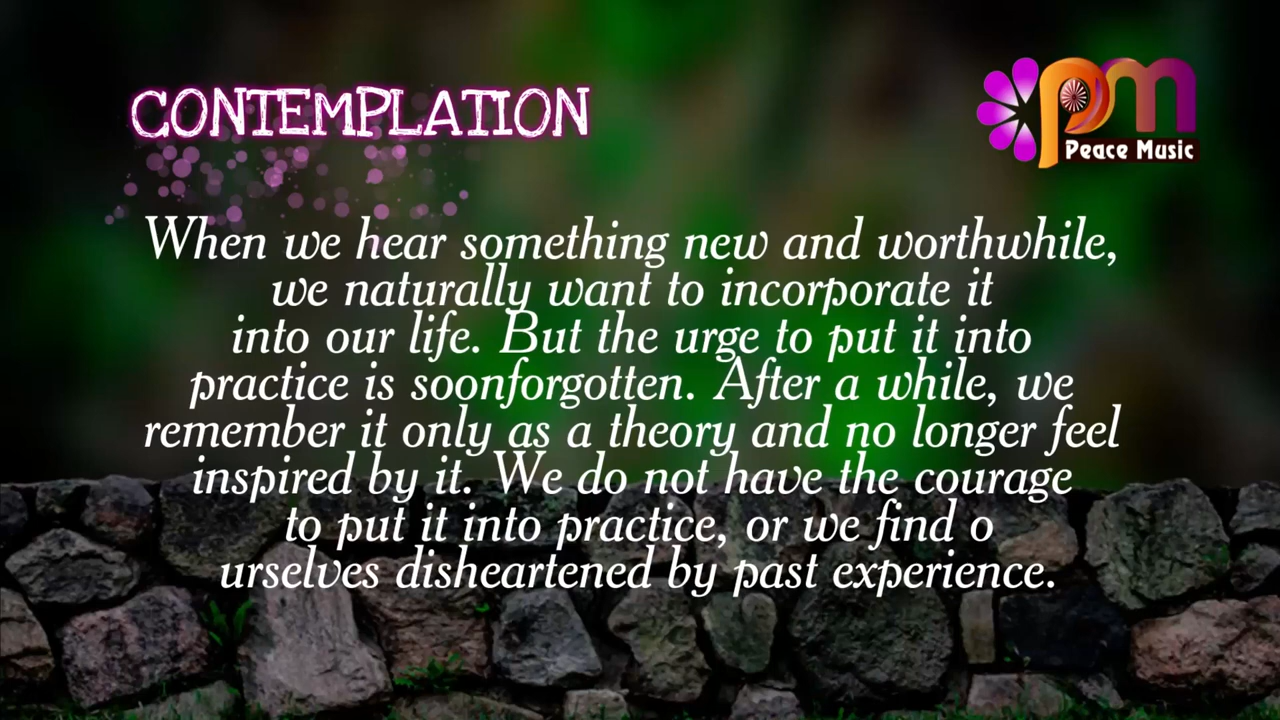 CONTEMPLATION
pm
Peace Music
When we hear something new and worthwhile,
we naturally want to incorporate it
into our life. But the urge to put it into
practice is soonforgotten. After a while, we
remember it only as a theory and no longer feel
inspired by it. We do not have the courage
to put it into practice, or we find o
urselves disheartened by past experience.